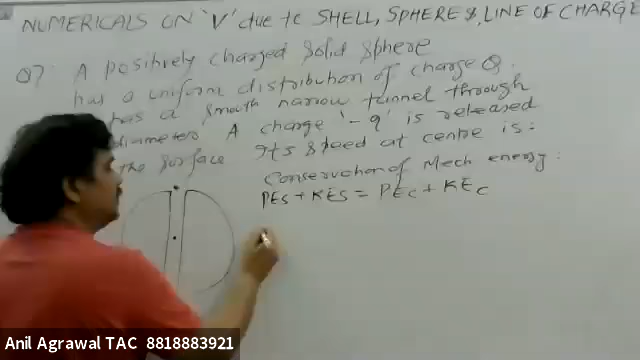 NUMERICALS ON 'V' due to SHELL, SPHERE &, LINE OF CHARGE
Q7. A positively charged solid sphere
has a uniform distribution of charge Q.
has a smooth narrow tunnel through
diameter. A charge '-q' is released
the surface Its speed at centre is:
Conservation of Mech energy:
PEs + KEs = PEc + KEc
Anil Agrawal TAC 8818883921